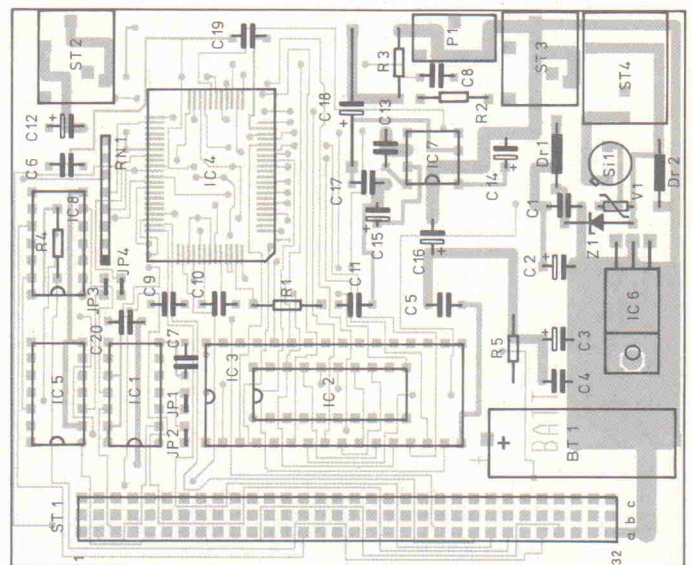 ST2
C19
C12
C6
RN1
IC4
IC8
R4
JP3
JP4
C9
C10
C20
C7
IC5
IC1
JP1
JP2
IC3
IC2
R1
C11
C5
C18
C17
C15
C16
C13
IC7
R3
P1
C8
R2
C14
ST3
ST4
Dr1
Si1
Dr2
C1
V1
Z1
C2
IC6
C3
C4
R5
BATT
BT1
+
ST1
1
32
a b c